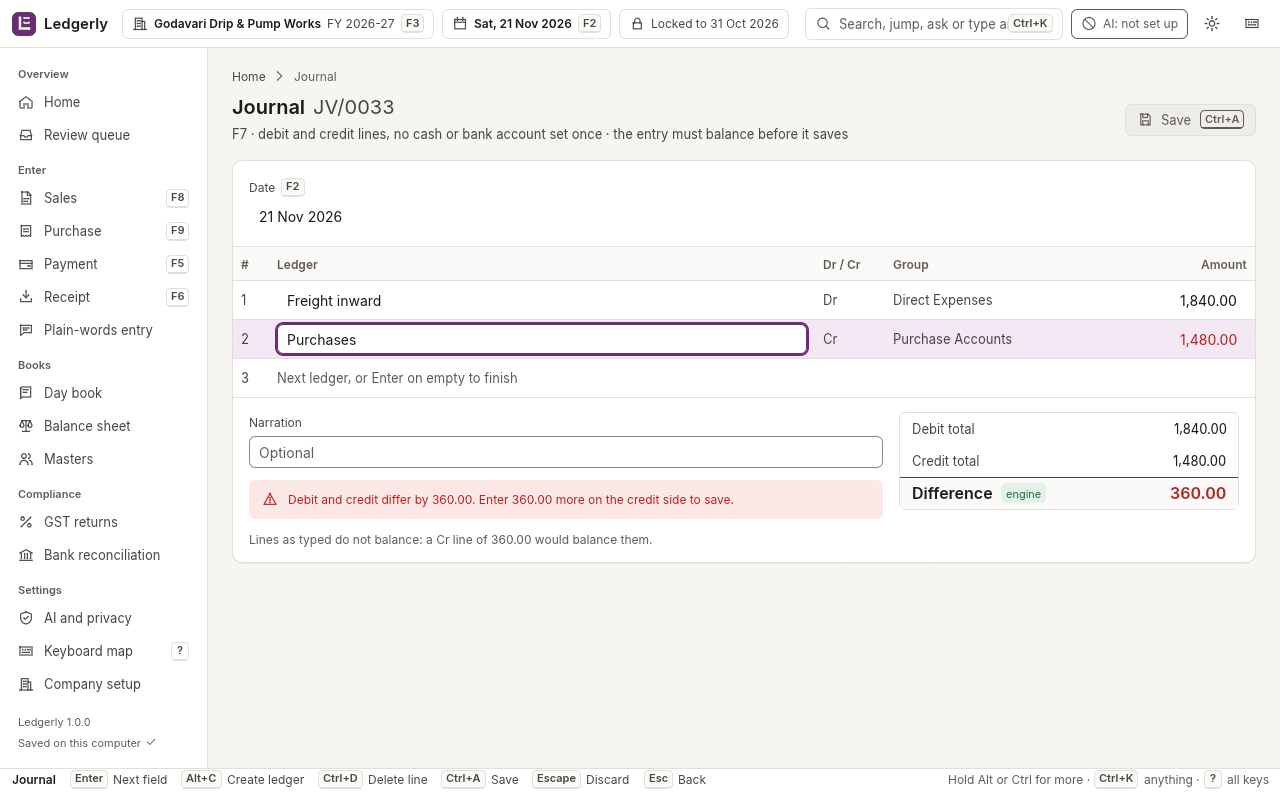 Ledgerly
Godavari Drip & Pump Works FY 2026-27 F3
Sat, 21 Nov 2026 F2
Locked to 31 Oct 2026
Search, jump, ask or type a Ctrl+K
AI: not set up
Overview
Home
Review queue
Enter
Sales F8
Purchase F9
Payment F5
Receipt F6
Plain-words entry
Books
Day book
Balance sheet
Masters
Compliance
GST returns
Bank reconciliation
Settings
AI and privacy
Keyboard map ?
Company setup
Ledgerly 1.0.0
Saved on this computer
Home > Journal
Journal JV/0033
F7 · debit and credit lines, no cash or bank account set once · the entry must balance before it saves
Save Ctrl+A
Date F2
21 Nov 2026
# Ledger Dr / Cr Group Amount
1 Freight inward Dr Direct Expenses 1,840.00
2 Purchases Cr Purchase Accounts 1,480.00
3 Next ledger, or Enter on empty to finish
Narration
Optional
Debit and credit differ by 360.00. Enter 360.00 more on the credit side to save.
Lines as typed do not balance: a Cr line of 360.00 would balance them.
Debit total 1,840.00
Credit total 1,480.00
Difference engine 360.00
Journal Enter Next field Alt+C Create ledger Ctrl+D Delete line Ctrl+A Save Escape Discard Esc Back
Hold Alt or Ctrl for more · Ctrl+K anything · ? all keys